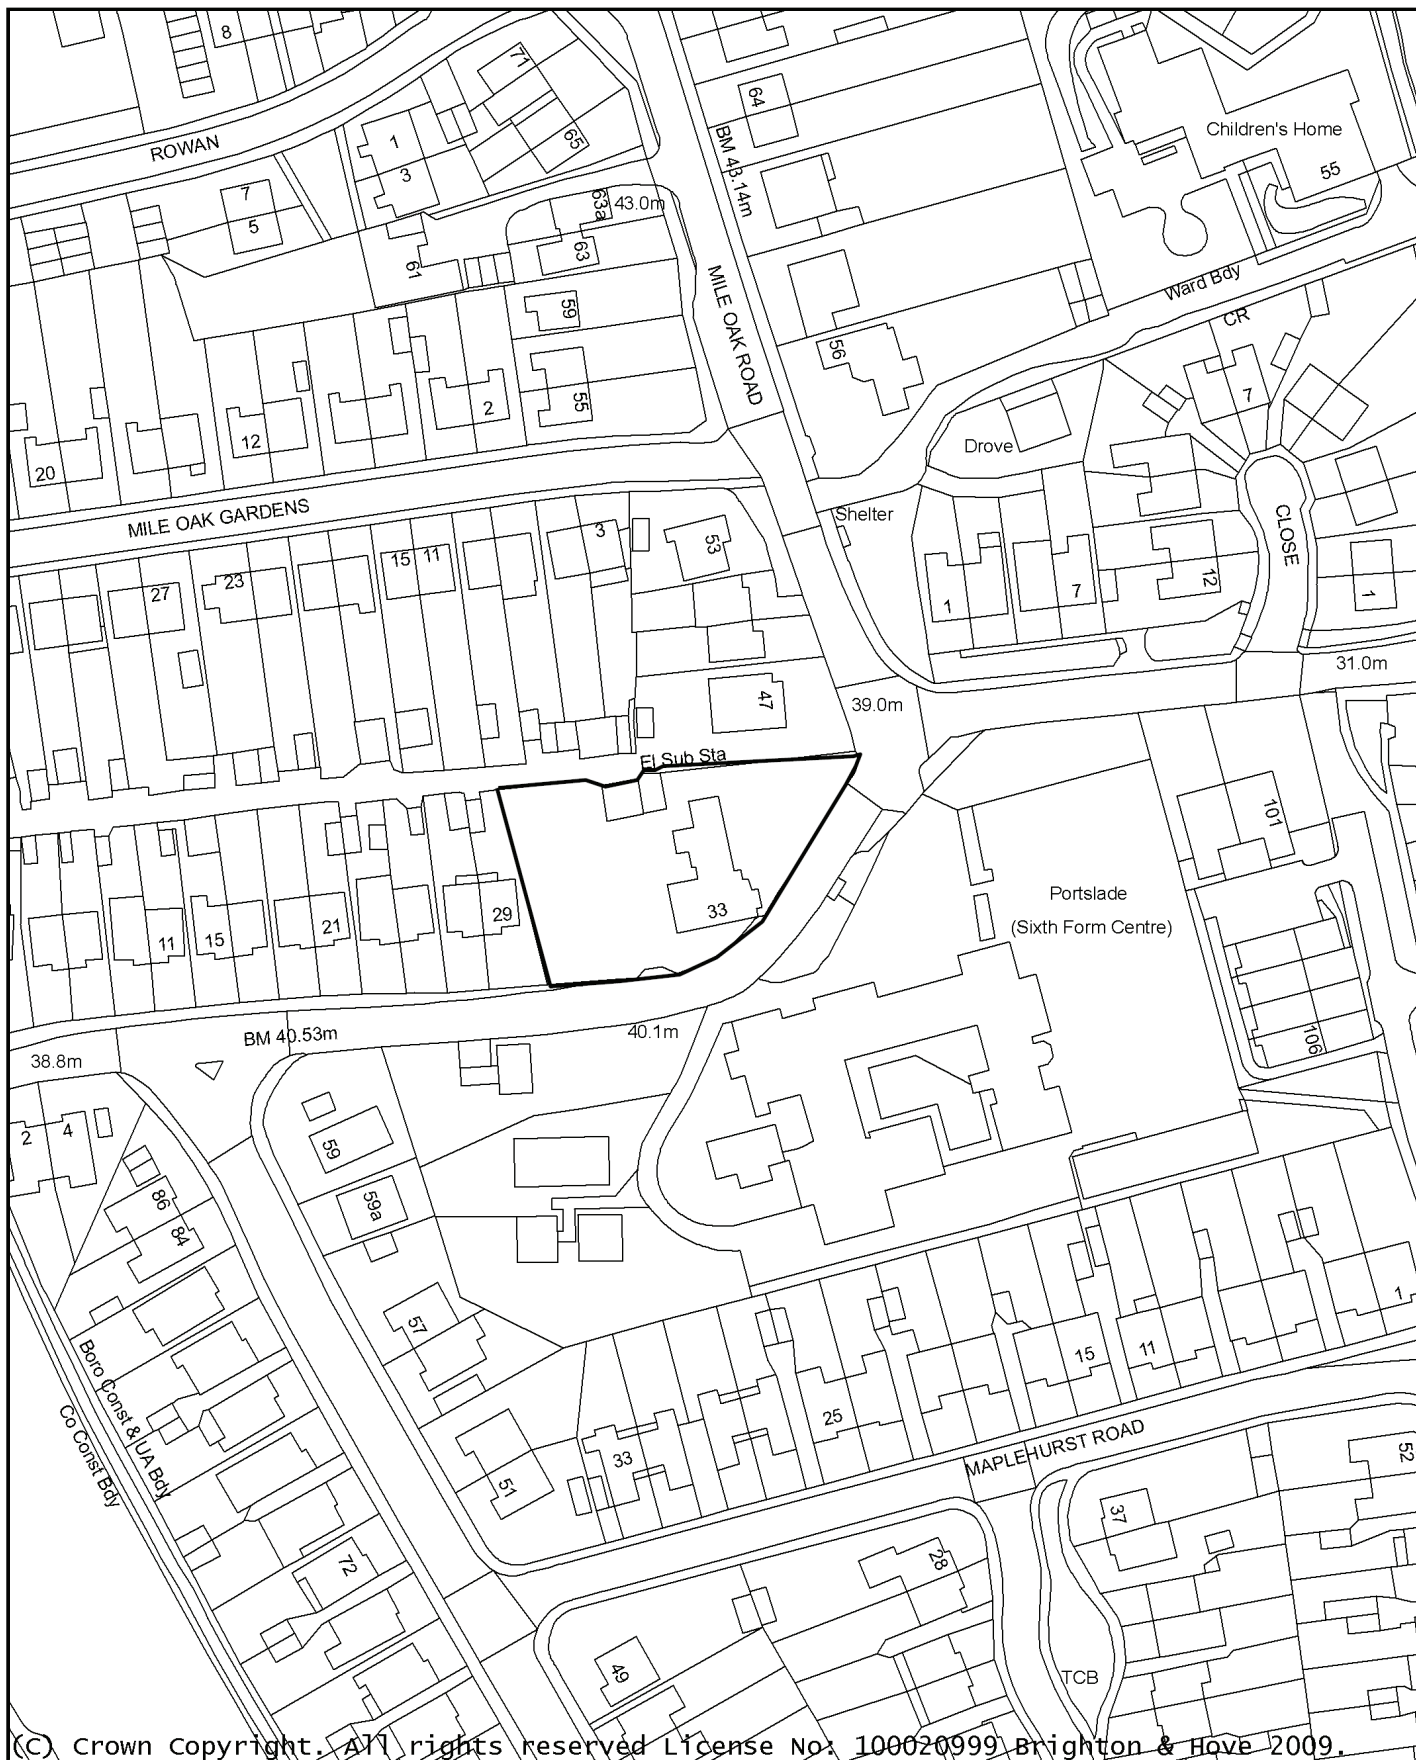 8
71
ROWAN
1
3
65
64
BM 43.14m
Children's Home
55
7
5
63a
43.0m
61
63
59
MILE OAK ROAD
Ward Bdy
CR
56
2
55
12
20
7
Drove
MILE OAK GARDENS
Shelter
CLOSE
3
53
15
11
27
23
1
7
12
1
47
39.0m
31.0m
El Sub Sta
101
Portslade
(Sixth Form Centre)
33
29
21
15
11
106
BM 40.53m
40.1m
38.8m
2
4
59
86
84
59a
57
1
15
11
Boro Const & UA Bdy
Co Const Bdy
25
33
MAPLEHURST ROAD
52
51
37
72
28
49
TCB
(C) Crown Copyright. All rights reserved License No: 100020999 Brighton & Hove 2009.